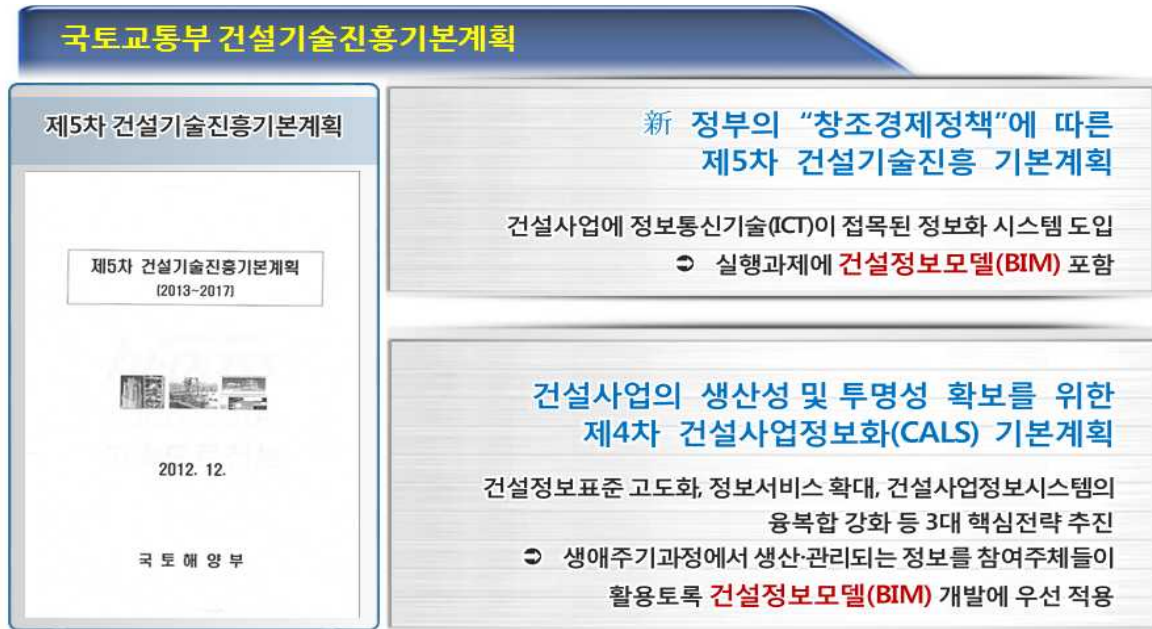 국토교통부 건설기술진흥기본계획
제5차 건설기술진흥기본계획
제5차 건설기술진흥기본계획
(2013~2017)
2012. 12.
국 토 해 양 부
新 정부의 “창조경제정책”에 따른
제5차 건설기술진흥 기본계획
건설사업에 정보통신기술(ICT)이 접목된 정보화 시스템 도입
➲ 실행과제에 건설정보모델(BIM) 포함
건설사업의 생산성 및 투명성 확보를 위한
제4차 건설사업정보화(CALS) 기본계획
건설정보표준 고도화, 정보서비스 확대, 건설사업정보시스템의
융복합 강화 등 3대 핵심전략 추진
➲ 생애주기과정에서 생산·관리되는 정보를 참여주체들이
활용토록 건설정보모델(BIM) 개발에 우선 적용